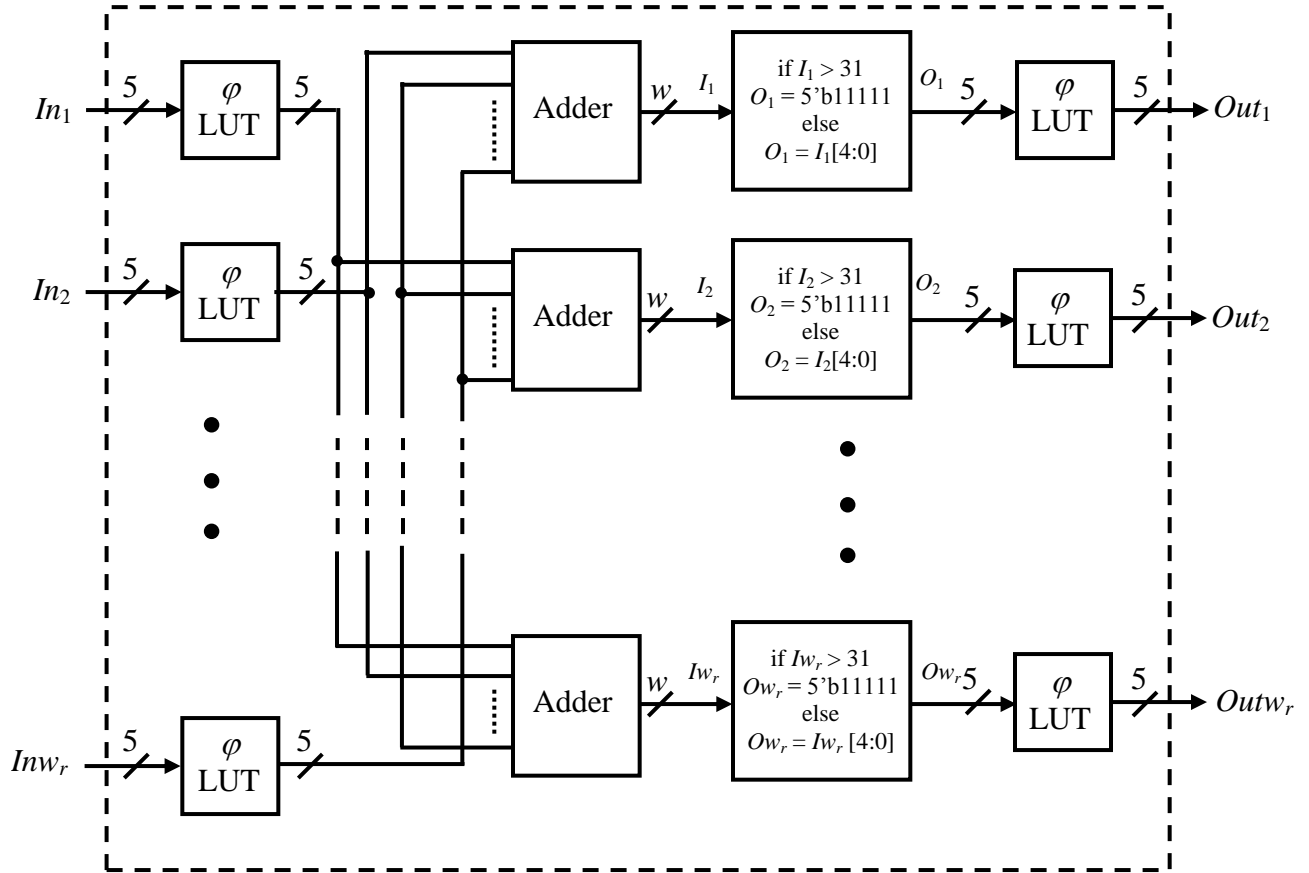 In₁
5
φ
LUT
5
Adder
w
I₁
if I₁ > 31
O₁ = 5’b11111
else
O₁ = I₁[4:0]
O₁
5
φ
LUT
5
Out₁
In₂
5
φ
LUT
5
Adder
w
I₂
if I₂ > 31
O₂ = 5’b11111
else
O₂ = I₂[4:0]
O₂
5
φ
LUT
5
Out₂
Inwᵣ
5
φ
LUT
5
Adder
w
Iwᵣ
if Iwᵣ > 31
Owᵣ = 5’b11111
else
Owᵣ = Iwᵣ [4:0]
Owᵣ
5
φ
LUT
5
Outwᵣ